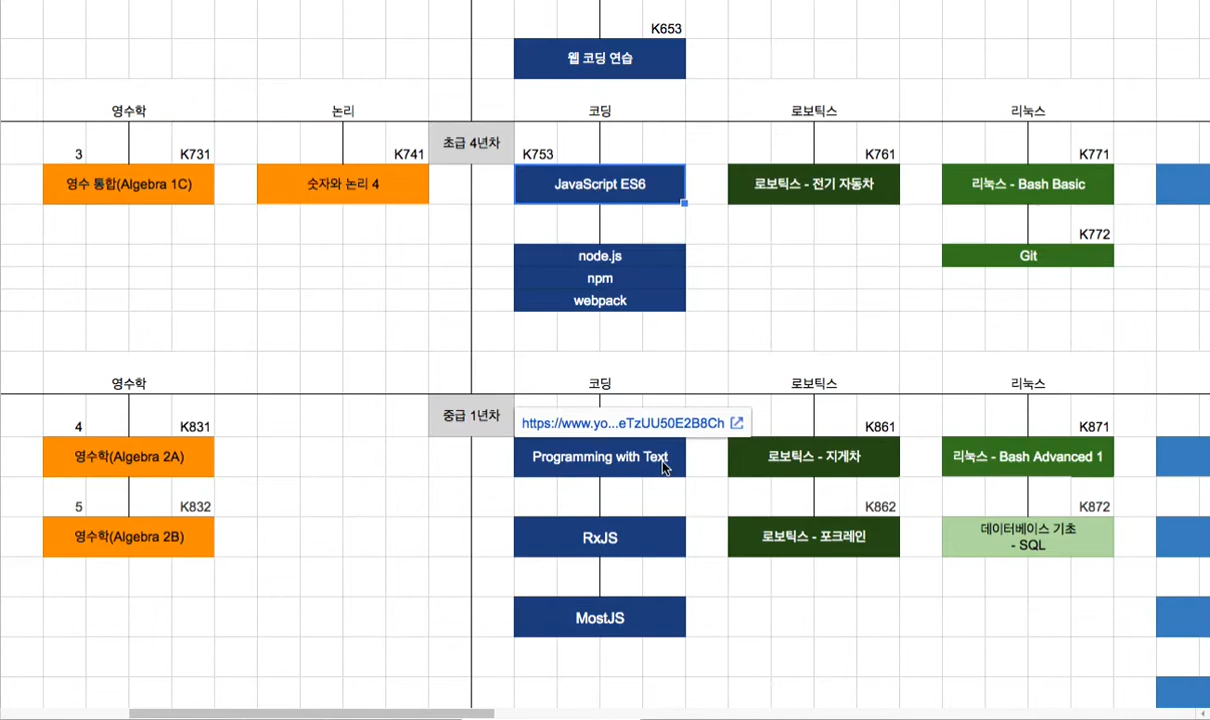 K653
웹 코딩 연습
영수학
논리
코딩
로보틱스
리눅스
초급 4년차
3
K731
K741
K753
K761
K771
영수 통합(Algebra 1C)
숫자와 논리 4
JavaScript ES6
로보틱스 - 전기 자동차
리눅스 - Bash Basic
K772
node.js
Git
npm
webpack
영수학
코딩
로보틱스
리눅스
중급 1년차
https://www.yo...eTzUU50E2B8Ch
4
K831
K861
K871
영수학(Algebra 2A)
Programming with Text
로보틱스 - 지게차
리눅스 - Bash Advanced 1
5
K832
K862
K872
영수학(Algebra 2B)
RxJS
로보틱스 - 포크레인
데이터베이스 기초
- SQL
MostJS